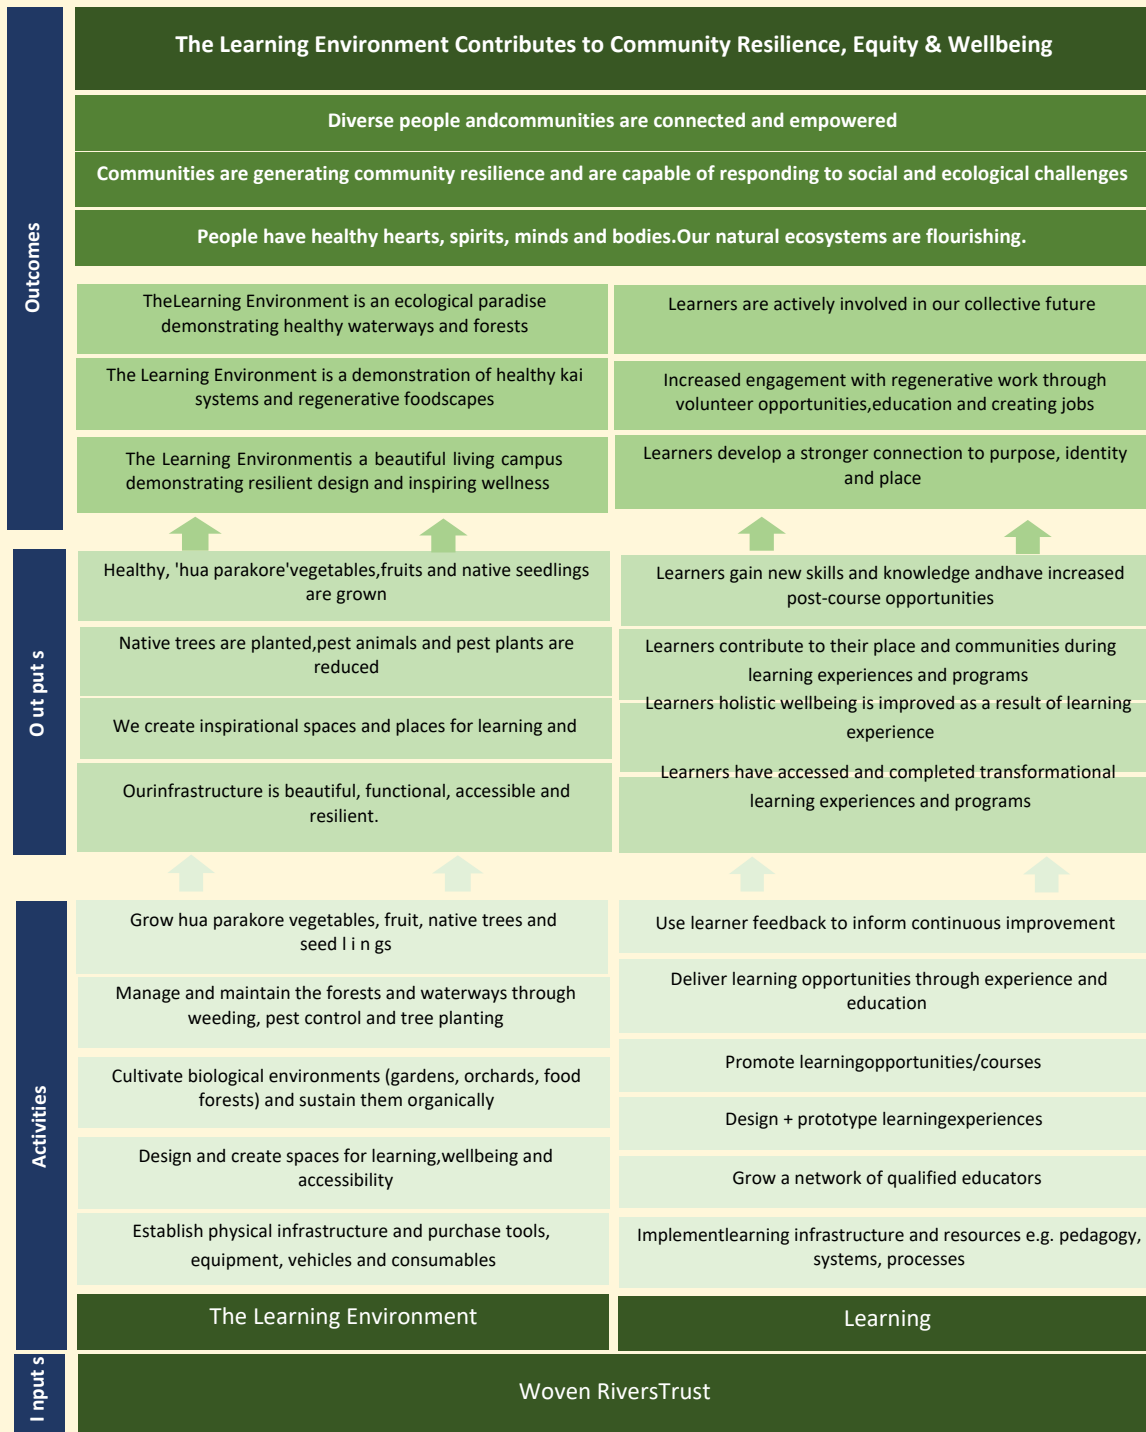 The Learning Environment Contributes to Community Resilience, Equity & Wellbeing
Diverse people andcommunities are connected and empowered
Communities are generating community resilience and are capable of responding to social and ecological challenges
People have healthy hearts, spirits, minds and bodies.Our natural ecosystems are flourishing.
Outcomes
TheLearning Environment is an ecological paradise
demonstrating healthy waterways and forests
The Learning Environment is a demonstration of healthy kai
systems and regenerative foodscapes
The Learning Environmentis a beautiful living campus
demonstrating resilient design and inspiring wellness
Learners are actively involved in our collective future
Increased engagement with regenerative work through
volunteer opportunities,education and creating jobs
Learners develop a stronger connection to purpose, identity
and place
O ut put s
Healthy, 'hua parakore'vegetables,fruits and native seedlings
are grown
Native trees are planted,pest animals and pest plants are
reduced
We create inspirational spaces and places for learning and
Ourinfrastructure is beautiful, functional, accessible and
resilient.
Learners gain new skills and knowledge andhave increased
post-course opportunities
Learners contribute to their place and communities during
learning experiences and programs
Learners holistic wellbeing is improved as a result of learning
experience
Learners have accessed and completed transformational
learning experiences and programs
Activities
Grow hua parakore vegetables, fruit, native trees and
seed l i n gs
Manage and maintain the forests and waterways through
weeding, pest control and tree planting
Cultivate biological environments (gardens, orchards, food
forests) and sustain them organically
Design and create spaces for learning,wellbeing and
accessibility
Establish physical infrastructure and purchase tools,
equipment, vehicles and consumables
The Learning Environment
Use learner feedback to inform continuous improvement
Deliver learning opportunities through experience and
education
Promote learningopportunities/courses
Design + prototype learningexperiences
Grow a network of qualified educators
Implementlearning infrastructure and resources e.g. pedagogy,
systems, processes
Learning
I nput s
Woven RiversTrust